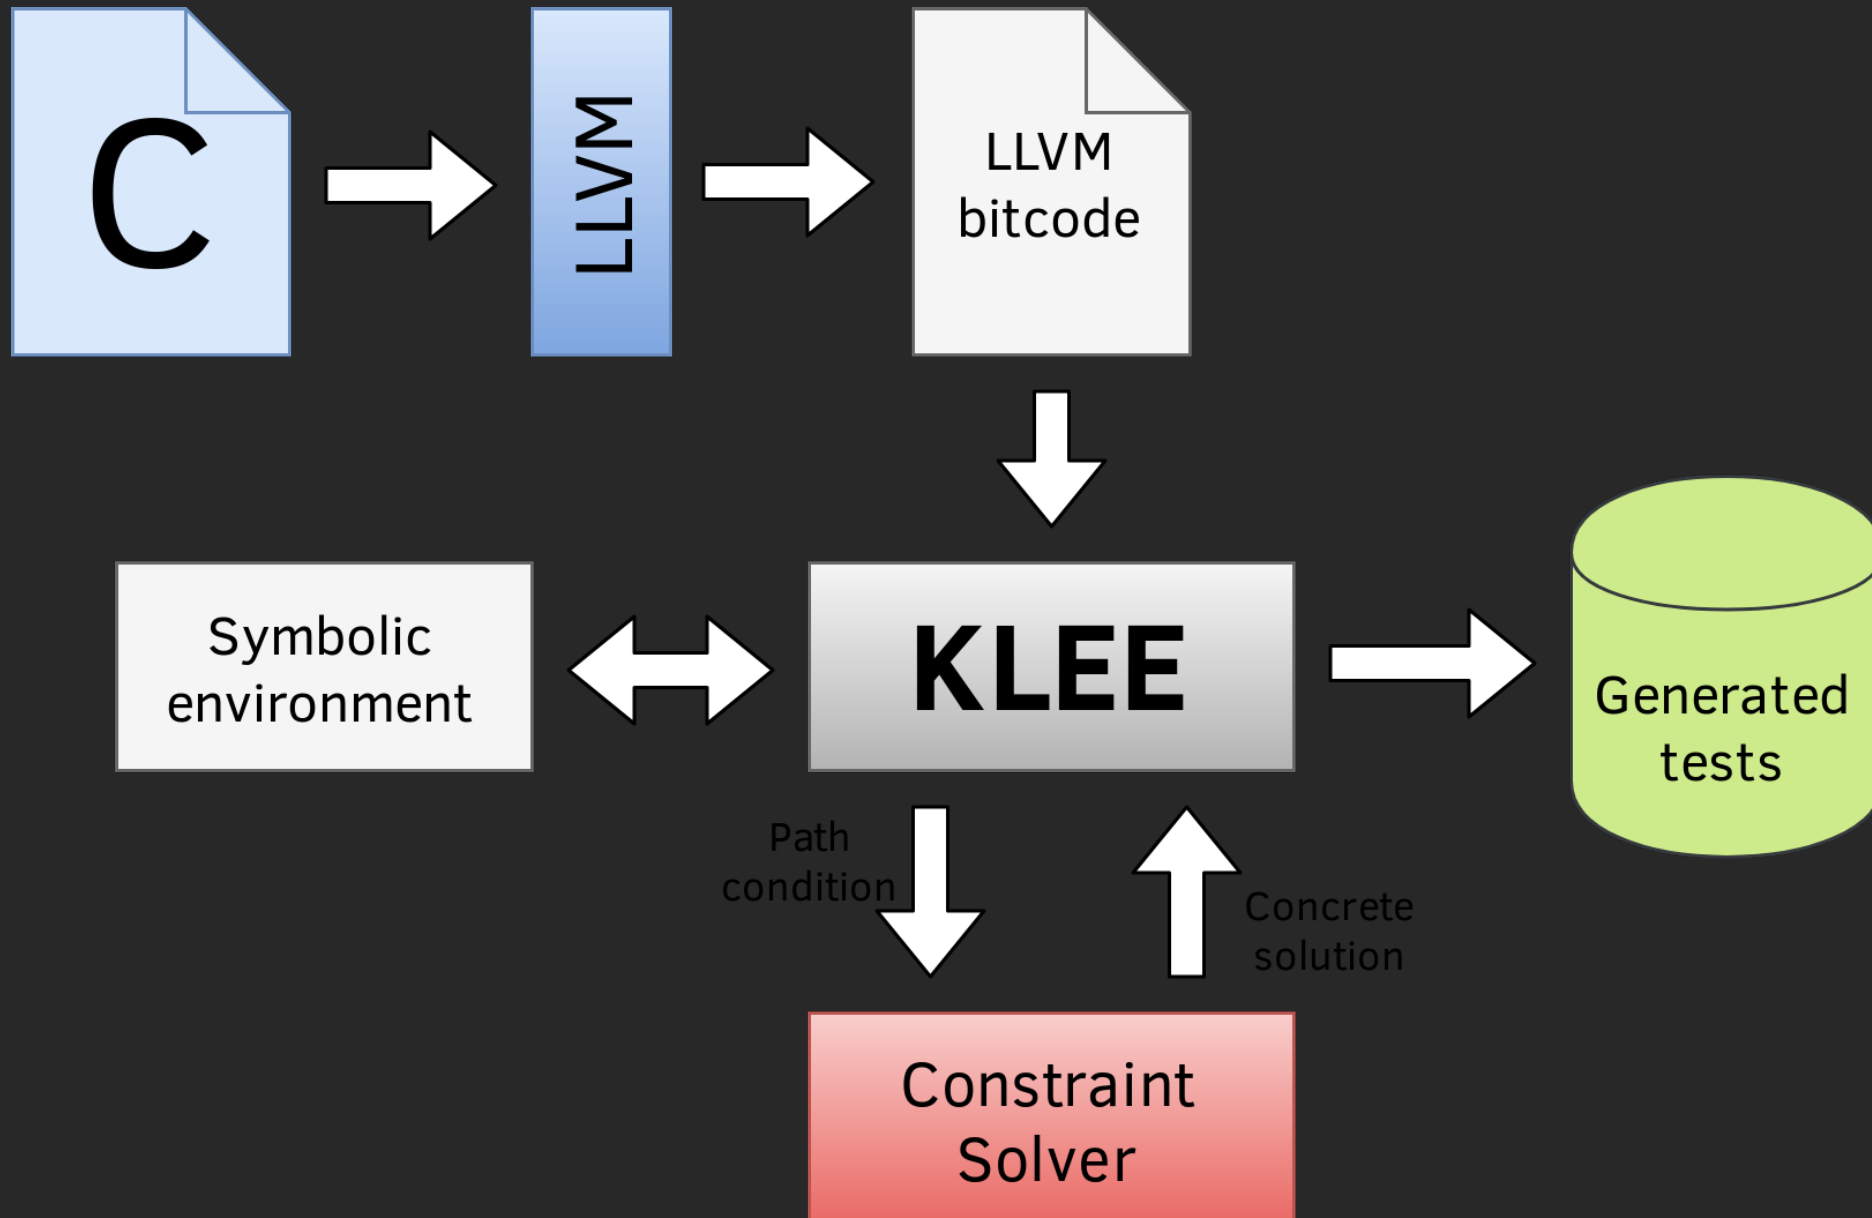 C
LLVM
LLVM
bitcode
Symbolic
environment
KLEE
Generated
tests
Path
condition
Concrete
solution
Constraint
Solver